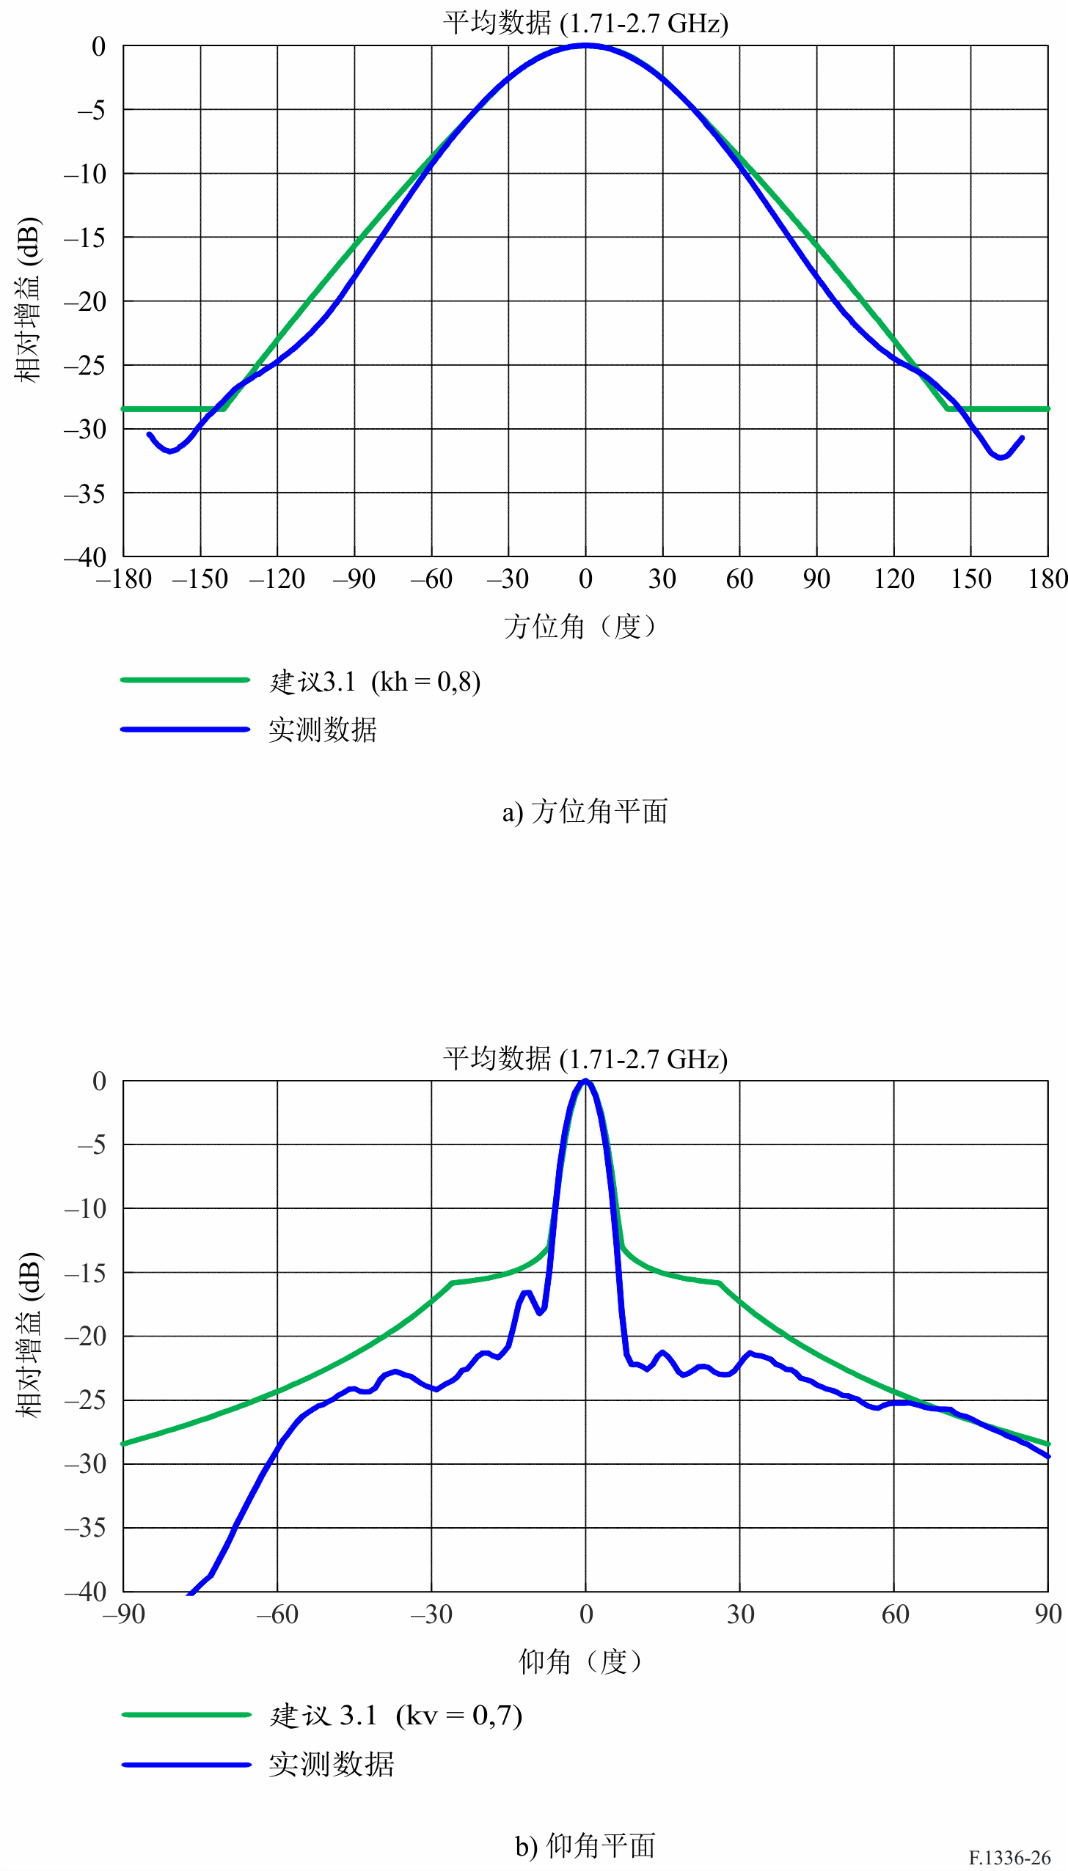 平均数据 (1.71-2.7 GHz)
0
–5
–10
–15
–20
–25
–30
–35
–40
相对增益 (dB)
–180 –150 –120 –90 –60 –30 0 30 60 90 120 150 180
方位角（度）
建议3.1 (kh = 0,8)
实测数据
a) 方位角平面
平均数据 (1.71-2.7 GHz)
0
–5
–10
–15
–20
–25
–30
–35
–40
相对增益 (dB)
–90 –60 –30 0 30 60 90
仰角（度）
建议 3.1 (kv = 0,7)
实测数据
b) 仰角平面
F.1336-26